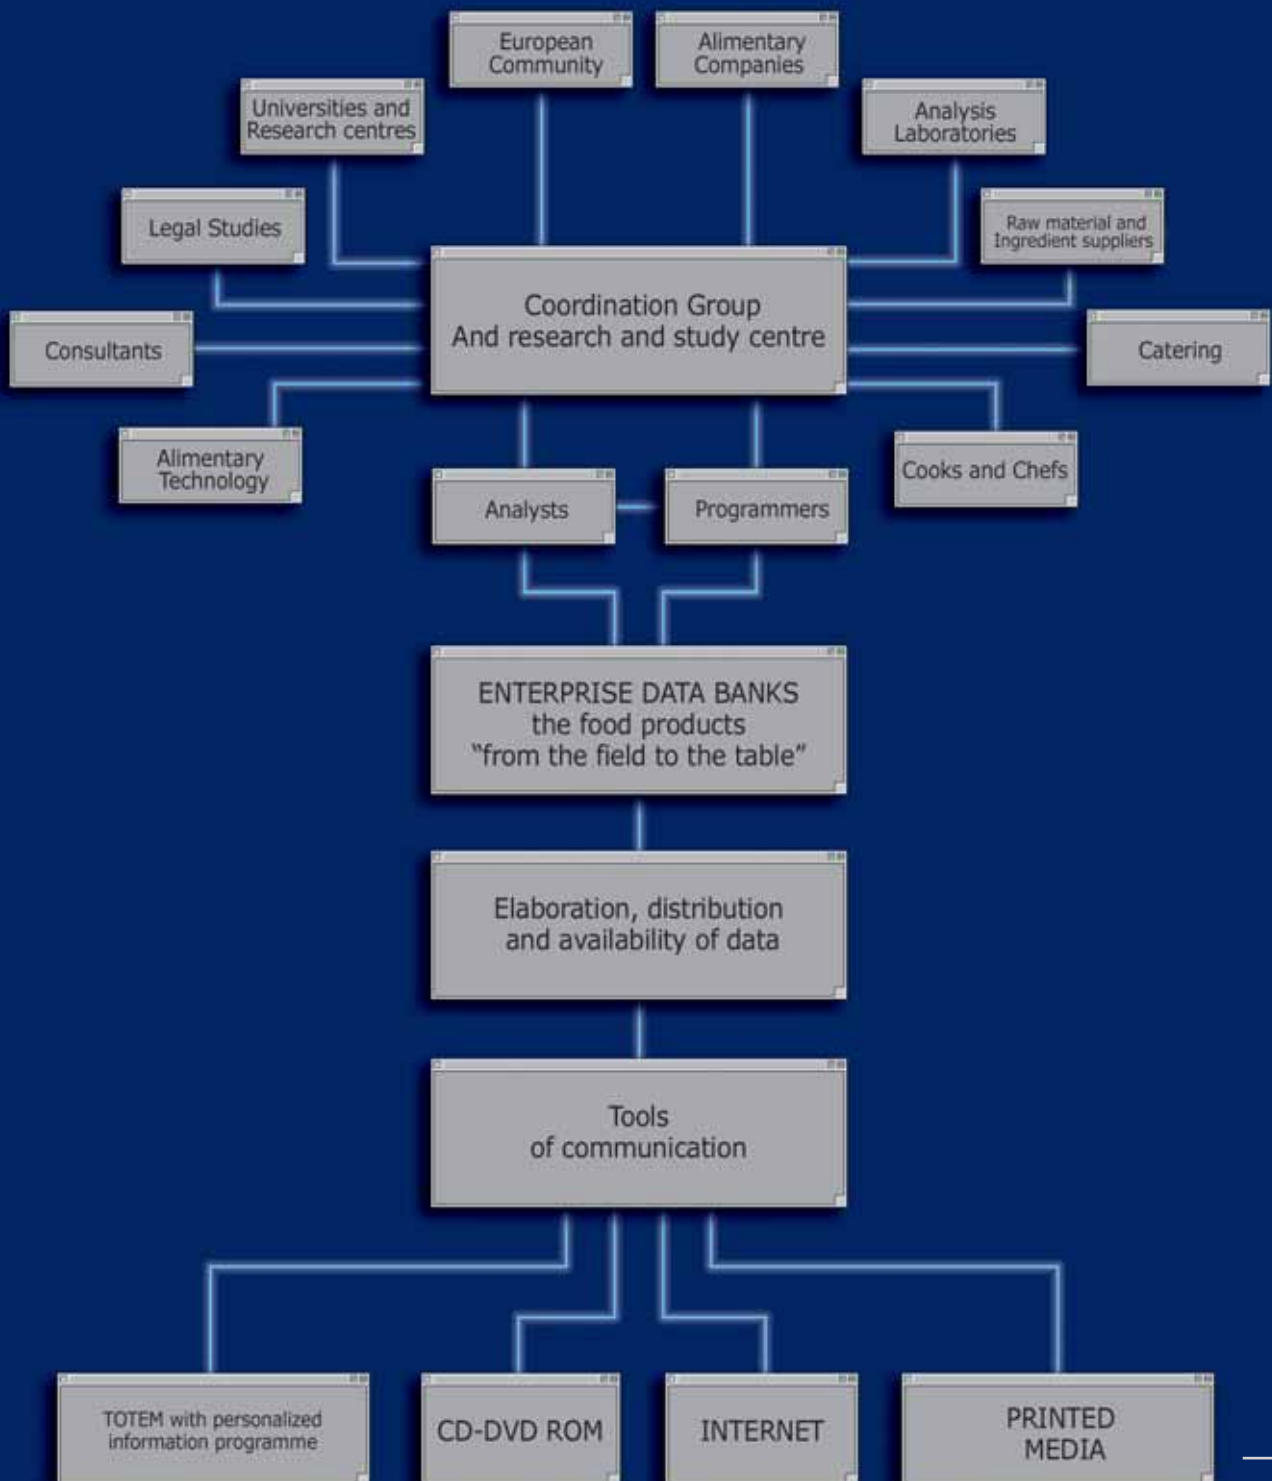 European
Community
Alimentary
Companies
Universities and
Research centres
Analysis
Laboratories
Legal Studies
Raw material and
Ingredient suppliers
Coordination Group
And research and study centre
Consultants
Catering
Alimentary
Technology
Cooks and Chefs
Analysts
Programmers
ENTERPRISE DATA BANKS
the food products
“from the field to the table”
Elaboration, distribution
and availability of data
Tools
of communication
TOTEM with personalized
information programme
CD-DVD ROM
INTERNET
PRINTED
MEDIA